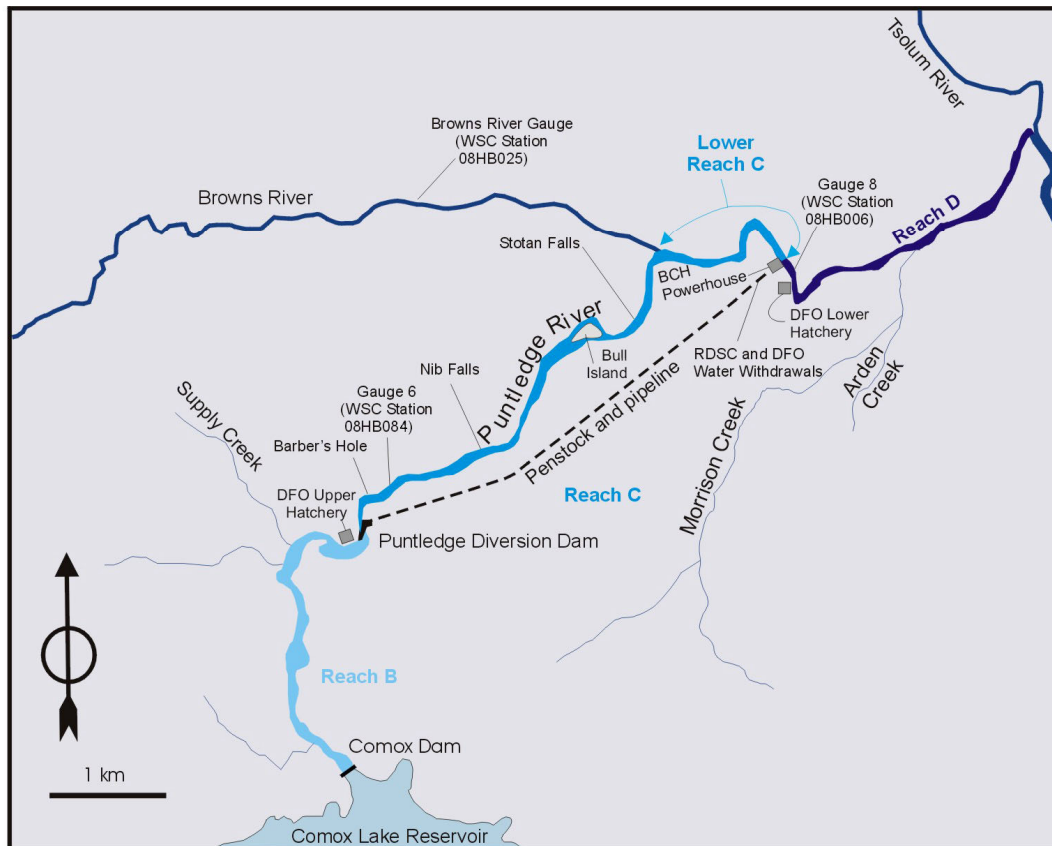 Tsolum River
Browns River Gauge
(WSC Station
08HB025)
Lower
Reach C
Gauge 8
(WSC Station
08HB006)
Browns River
Reach D
Stotan Falls
BCH
Powerhouse
DFO Lower
Hatchery
Puntledge River
Bull
Island
RDSC and DFO
Water Withdrawals
Arden
Creek
Nib Falls
Supply Creek
Gauge 6
(WSC Station
08HB084)
Penstock and pipeline
Morrison Creek
Barber's Hole
Reach C
DFO Upper
Hatchery
Puntledge Diversion Dam
Reach B
Comox Dam
1 km
Comox Lake Reservoir